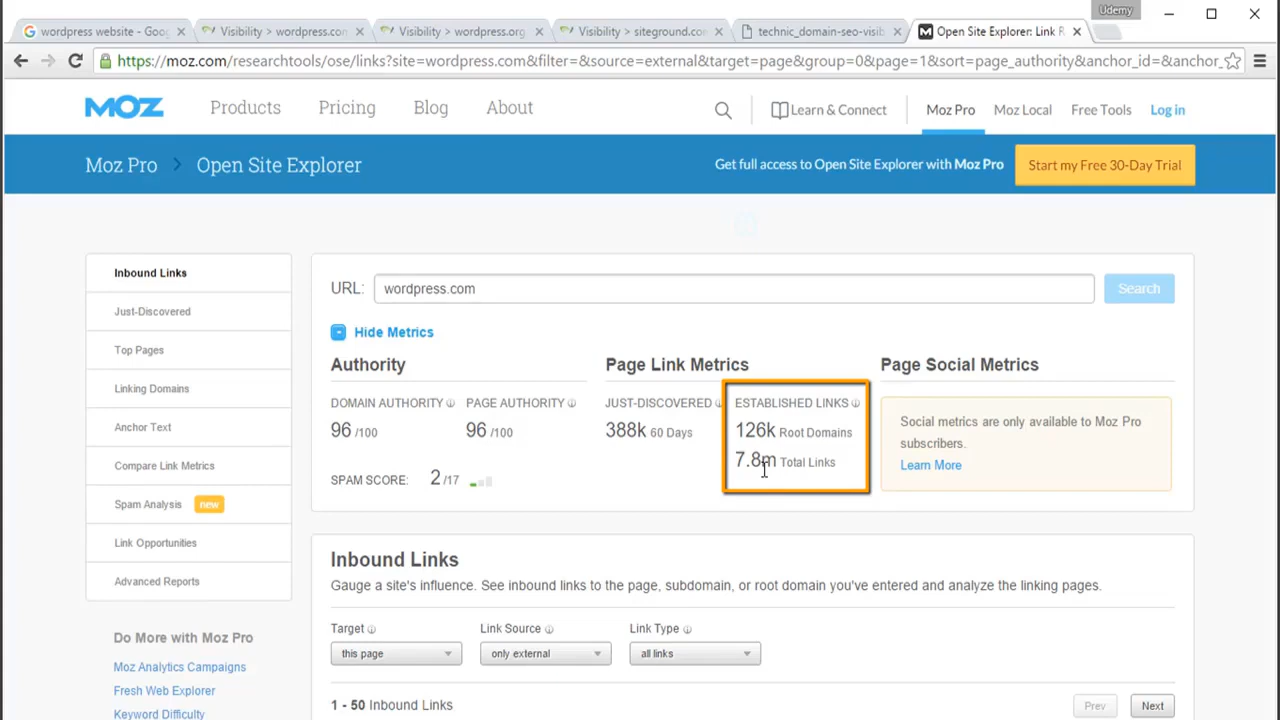 Udemy
wordpress website - Goog
Visibility > wordpress.com
Visibility > wordpress.org
Visibility > siteground.com
technic_domain-seo-visib
Open Site Explorer: Link R
https://moz.com/researchtools/ose/links?site=wordpress.com&filter=&source=external&target=page&group=0&page=1&sort=page_authority&anchor_id=&anchor_
MOZ
Products
Pricing
Blog
About
Learn & Connect
Moz Pro
Moz Local
Free Tools
Log in
Moz Pro > Open Site Explorer
Get full access to Open Site Explorer with Moz Pro
Start my Free 30-Day Trial
Inbound Links
Just-Discovered
Top Pages
Linking Domains
Anchor Text
Compare Link Metrics
Spam Analysis new
Link Opportunities
Advanced Reports
Do More with Moz Pro
Moz Analytics Campaigns
Fresh Web Explorer
Keyword Difficulty
URL: wordpress.com
Search
Hide Metrics
Authority
DOMAIN AUTHORITY
96 /100
PAGE AUTHORITY
96 /100
SPAM SCORE: 2 /17
Page Link Metrics
JUST-DISCOVERED
388k 60 Days
ESTABLISHED LINKS
126k Root Domains
7.8m Total Links
Page Social Metrics
Social metrics are only available to Moz Pro
subscribers.
Learn More
Inbound Links
Gauge a site's influence. See inbound links to the page, subdomain, or root domain you've entered and analyze the linking pages.
Target
this page
Link Source
only external
Link Type
all links
1 - 50 Inbound Links
Prev
Next